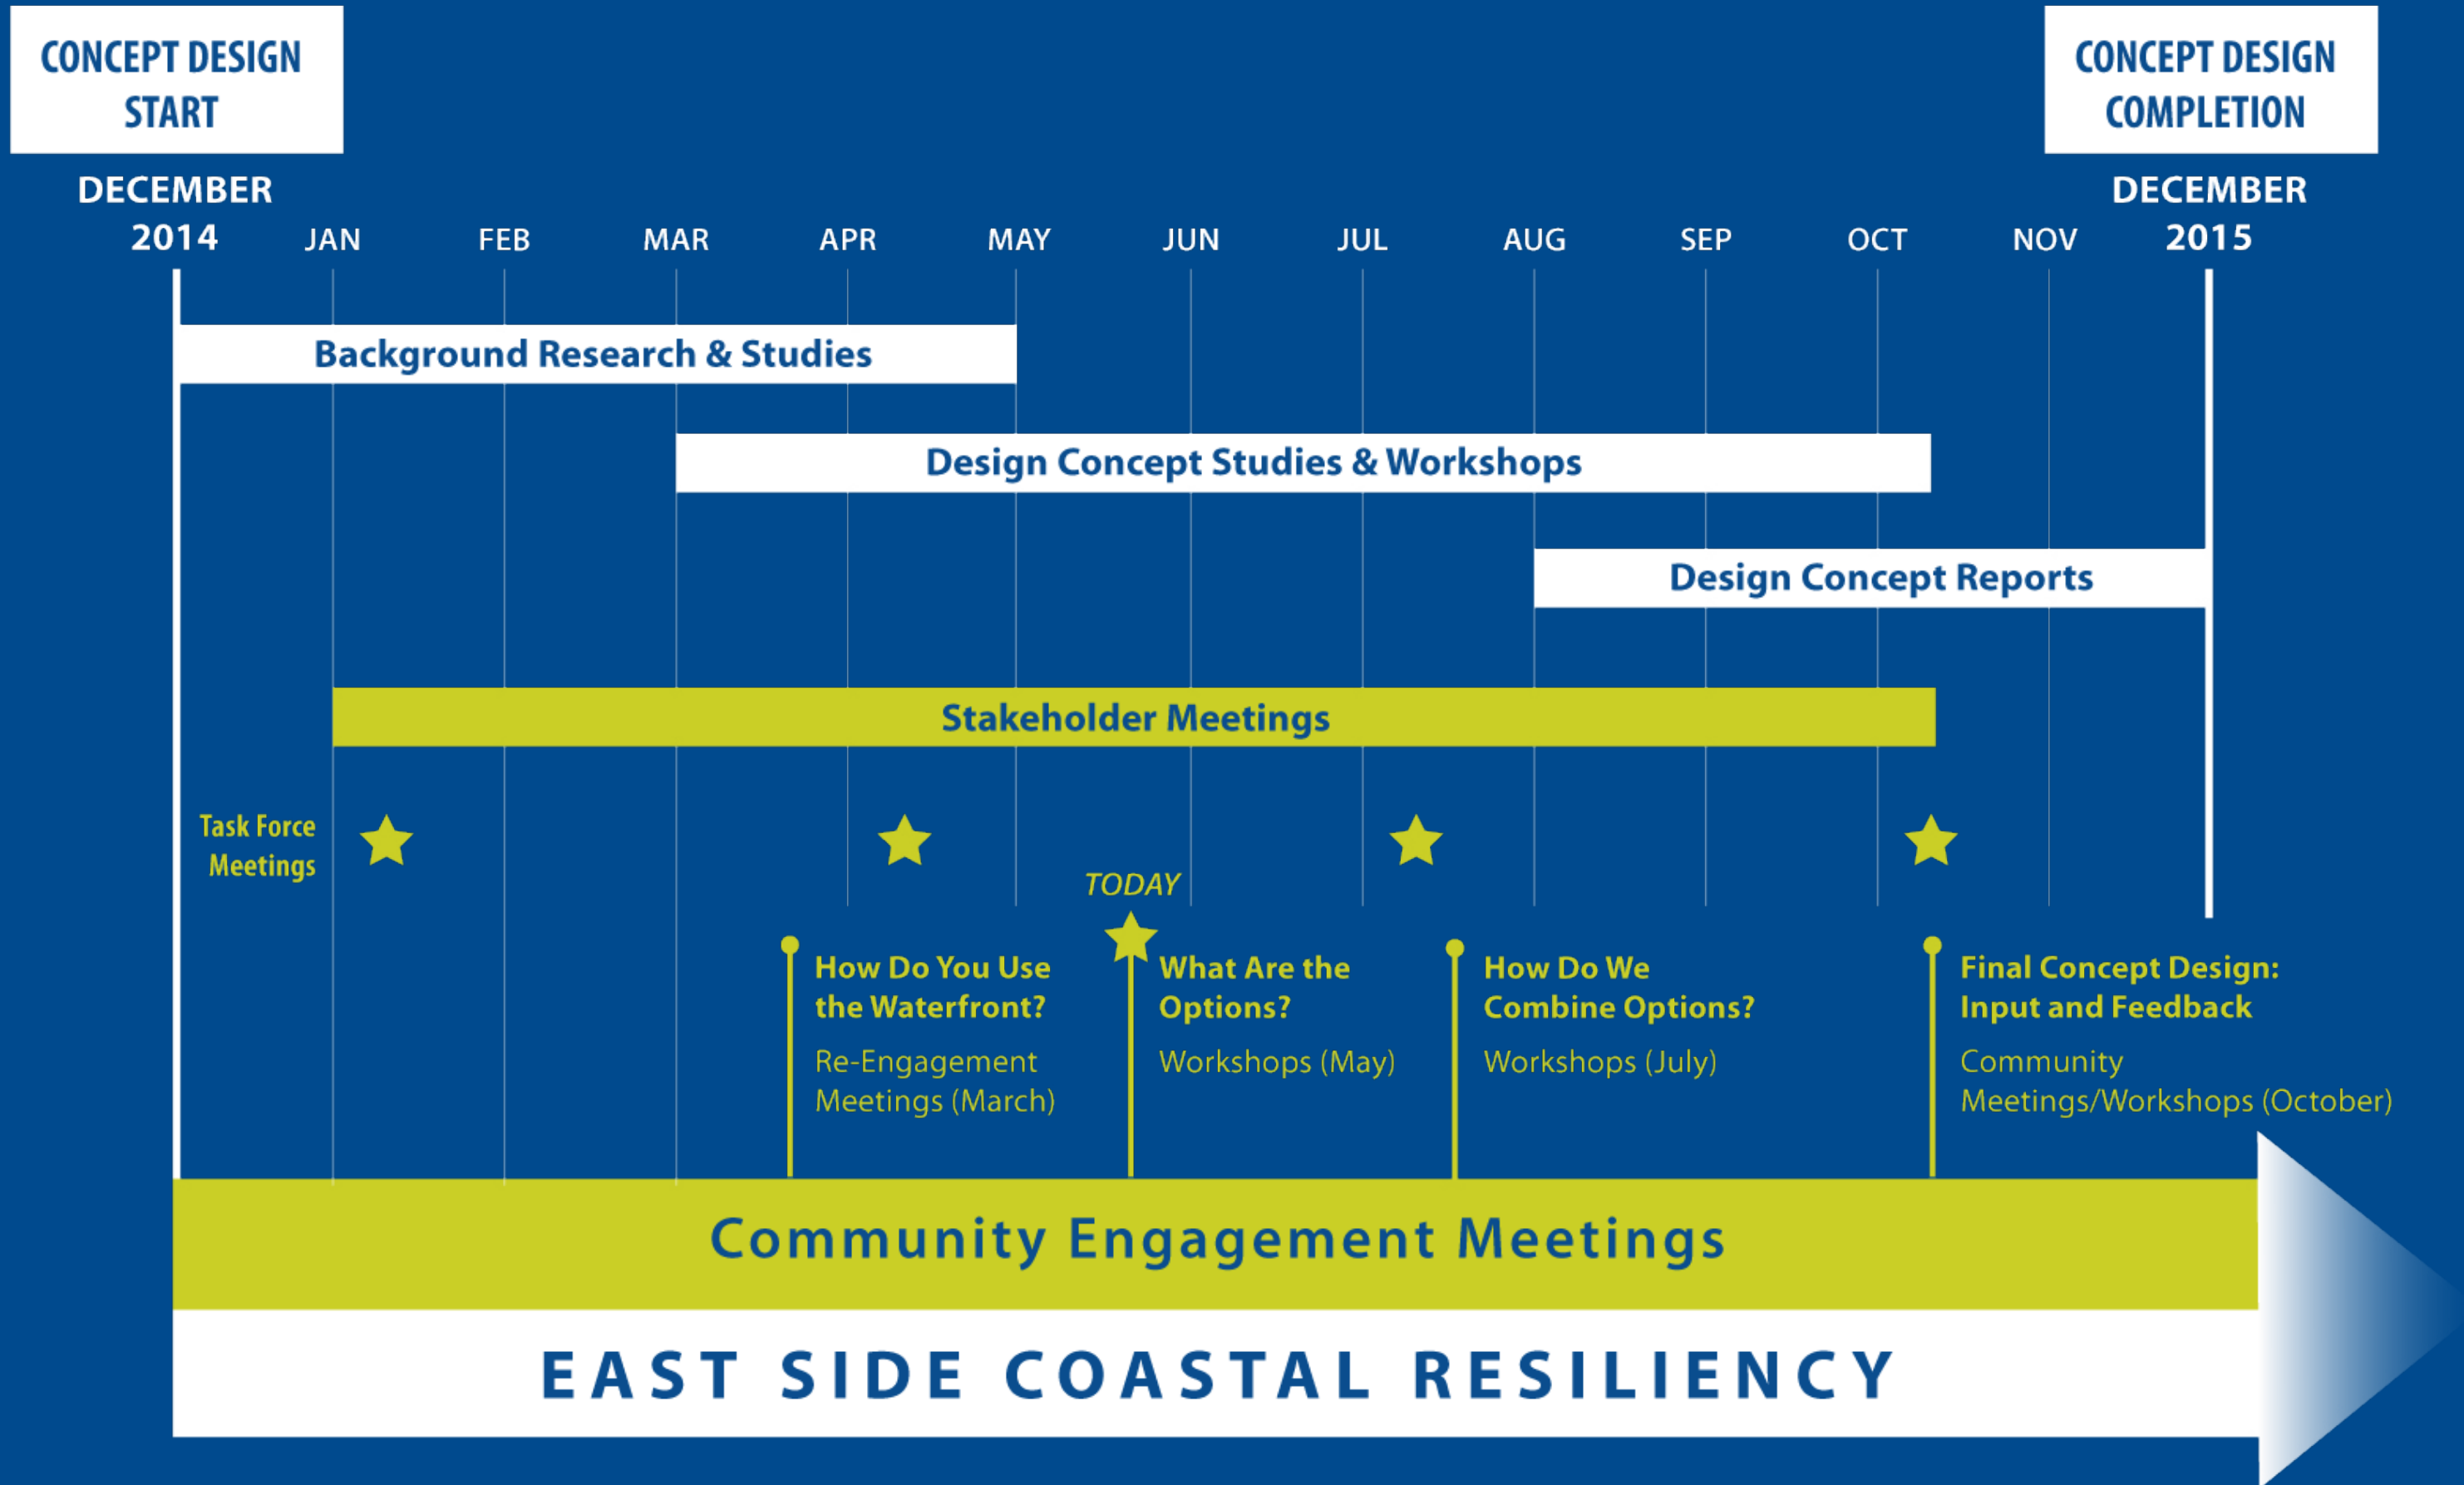 CONCEPT DESIGN
START
CONCEPT DESIGN
COMPLETION
DECEMBER
2014
JAN
FEB
MAR
APR
MAY
JUN
JUL
AUG
SEP
OCT
NOV
DECEMBER
2015
Background Research & Studies
Design Concept Studies & Workshops
Design Concept Reports
Stakeholder Meetings
Task Force
Meetings
TODAY
How Do You Use
the Waterfront?
Re-Engagement
Meetings (March)
What Are the
Options?
Workshops (May)
How Do We
Combine Options?
Workshops (July)
Final Concept Design:
Input and Feedback
Community
Meetings/Workshops (October)
Community Engagement Meetings
EAST SIDE COASTAL RESILIENCY